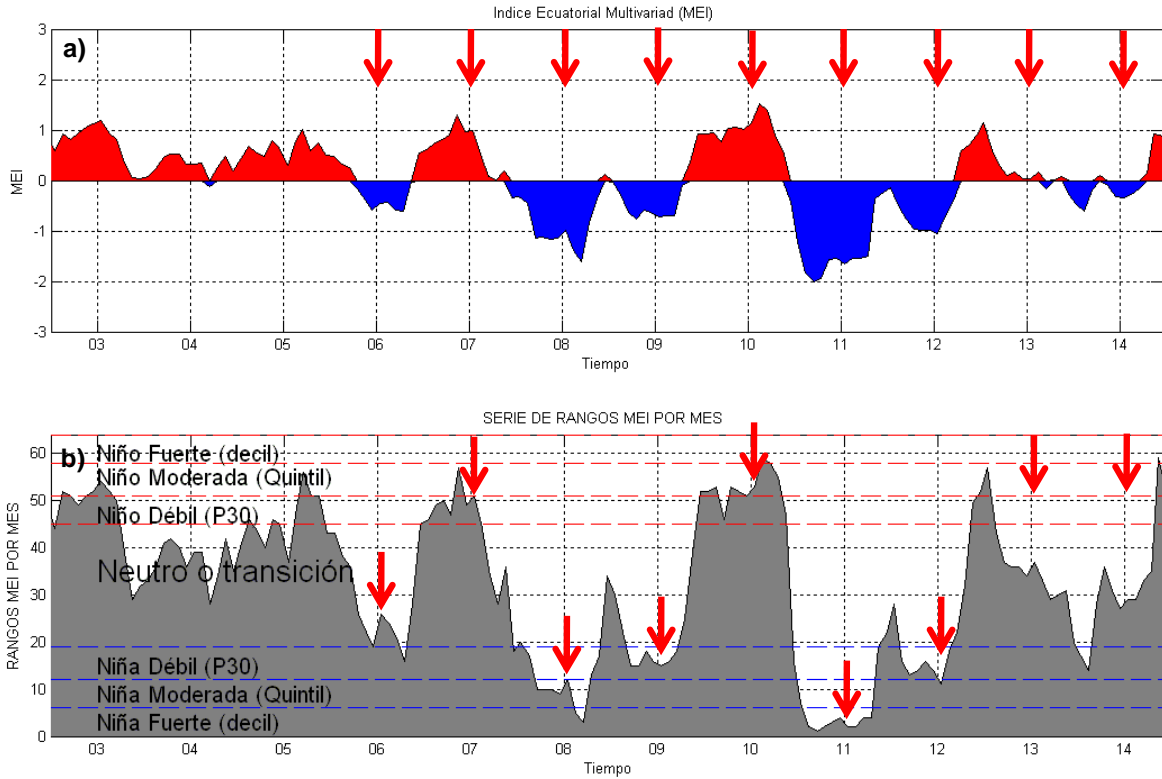 Indice Ecuatorial Multivariad (MEI)
a)
3
2
1
0
-1
-2
-3
MEI
03 04 05 06 07 08 09 10 11 12 13 14
Tiempo
SERIE DE RANGOS MEI POR MES
b)
60
50
40
30
20
10
0
RANGOS MEI POR MES
Niño Fuerte (decil)
Niño Moderada (Quintil)
Niño Débil (P30)
Neutro o transición
Niña Débil (P30)
Niña Moderada (Quintil)
Niña Fuerte (decil)
03 04 05 06 07 08 09 10 11 12 13 14
Tiempo